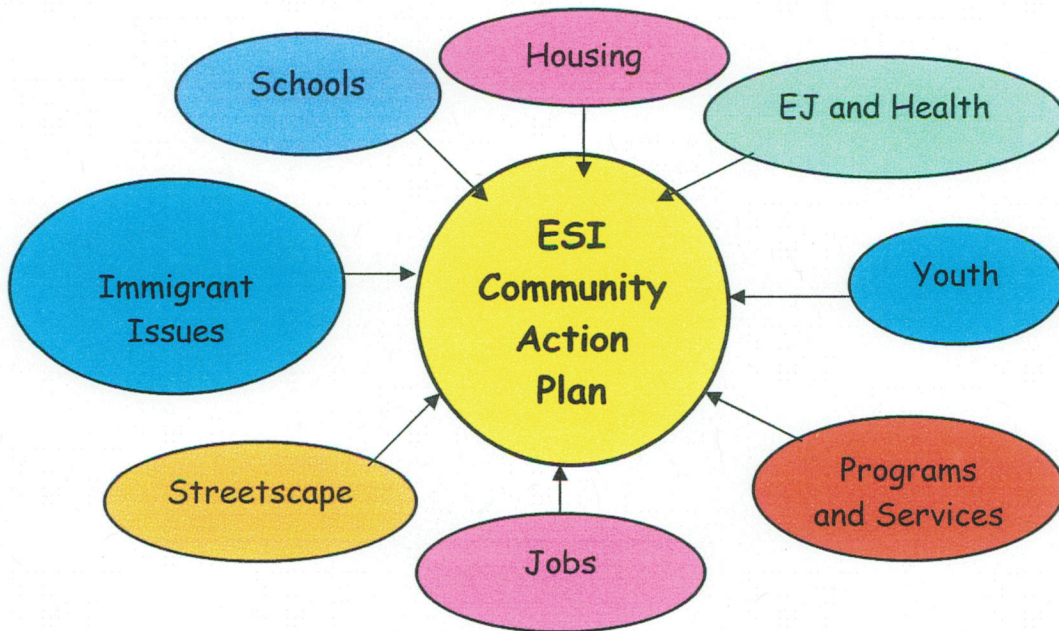 Housing
Schools
EJ and Health
ESI
Community
Action
Plan
Immigrant
Issues
Youth
Streetscape
Programs
and Services
Jobs